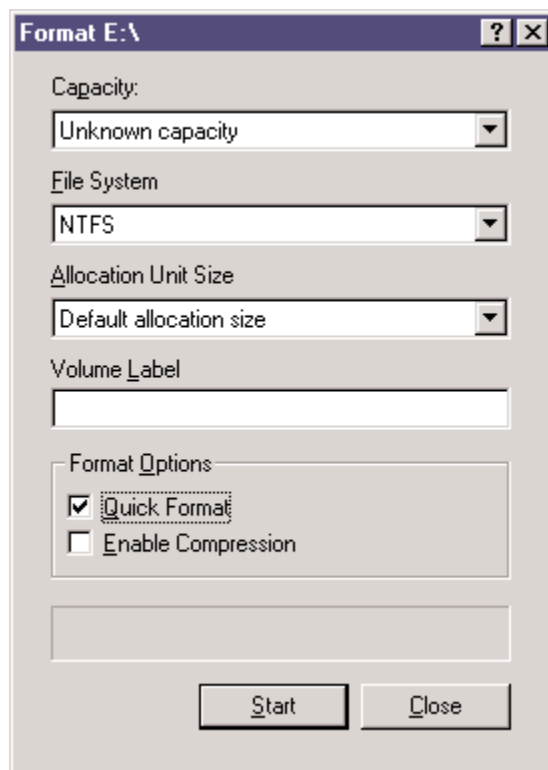 Format E:\
Capacity:
Unknown capacity
File System
NTFS
Allocation Unit Size
Default allocation size
Volume Label
Format Options
Quick Format
Enable Compression
Start Close